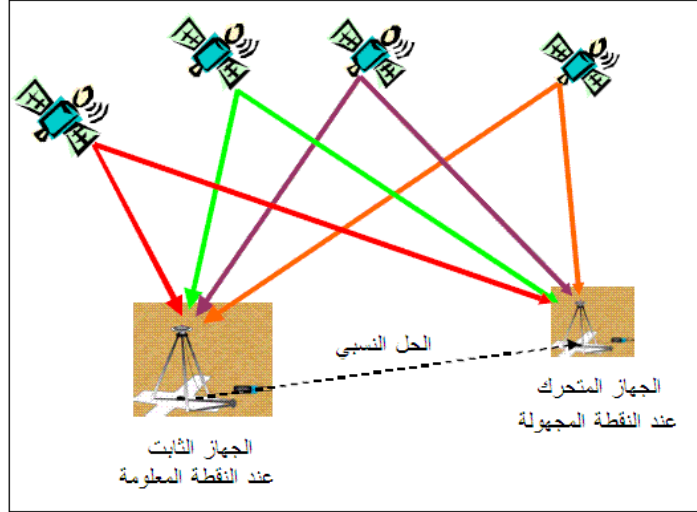 الحل النسبي
الجهاز المتحرك
عند النقطة المجهولة
الجهاز الثابت
عند النقطة المعلومة